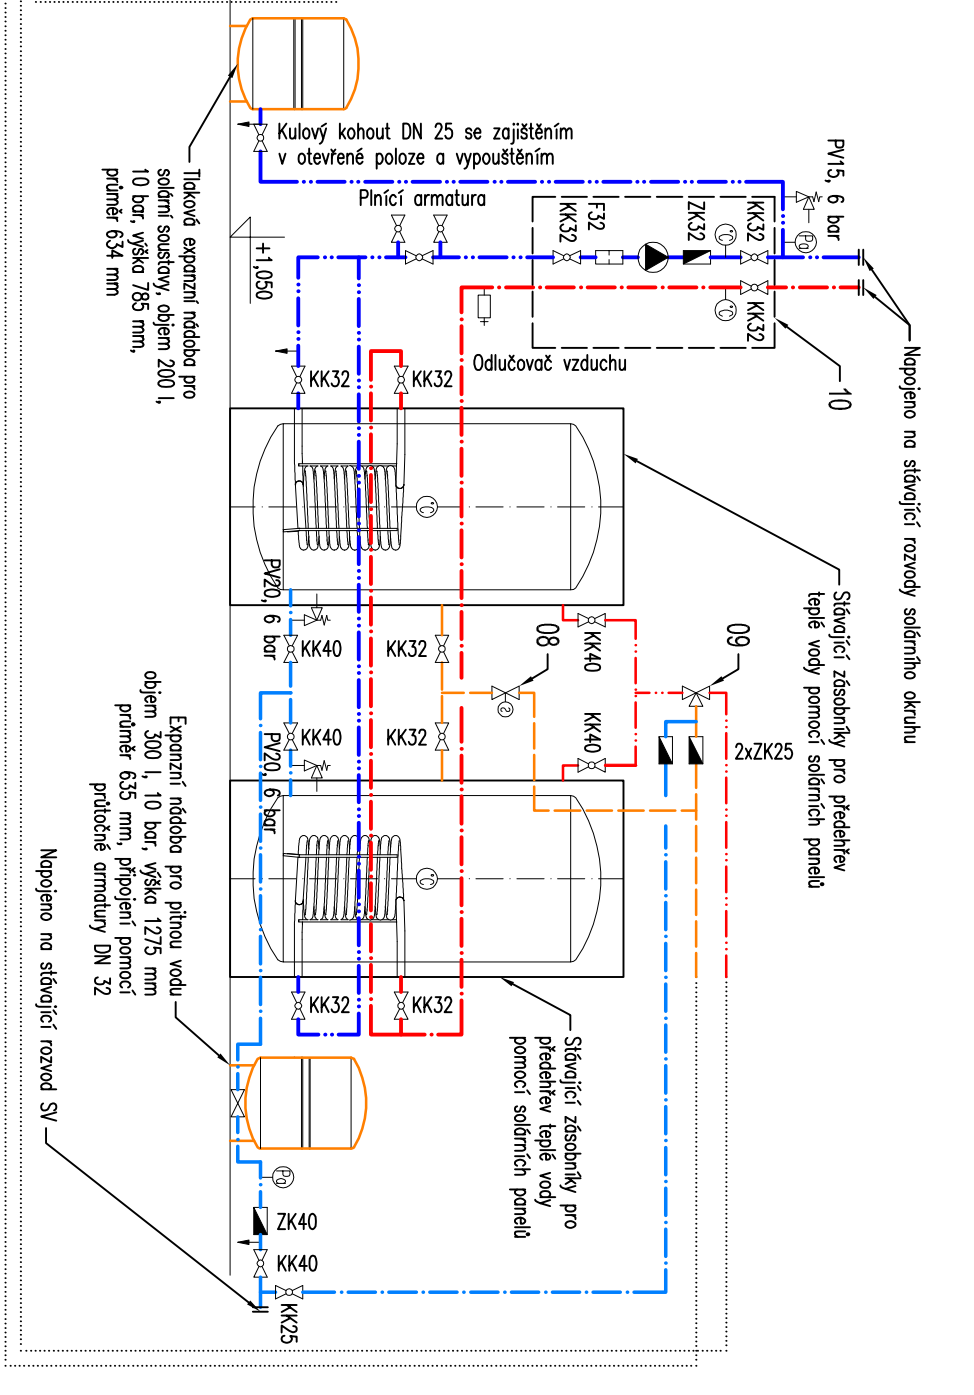 Kulový kohout DN 25 se zajištěním
v otevřené poloze a vypouštěním
Plnící armatura
PV15, 6 bar
Tlaková expanzní nádoba pro
solární soustavy, objem 200 l,
10 bar, výška 785 mm,
průměr 634 mm
+1,050
KK32
F32
ZK32
KK32
°C
Pa
KK32
°C
Odlučovač vzduchu
10
Napojeno na stávající rozvody solárního okruhu
KK32
KK32
°C
Stávající zásobníky pro předehřev
teplé vody pomocí solárních panelů
PV20, 6 bar
KK40
KK32
KK40
08
09
2
KK40
KK32
KK40
2xZK25
PV20, 6 bar
°C
Expanzní nádoba pro pitnou vodu
objem 300 l, 10 bar, výška 1275 mm
průměr 635 mm, připojení pomocí
průtočné armatury DN 32
KK32
KK32
Stávající zásobníky pro
předehřev teplé vody
pomocí solárních panelů
Napojeno na stávající rozvod SV
Pa
ZK40
KK40
KK25